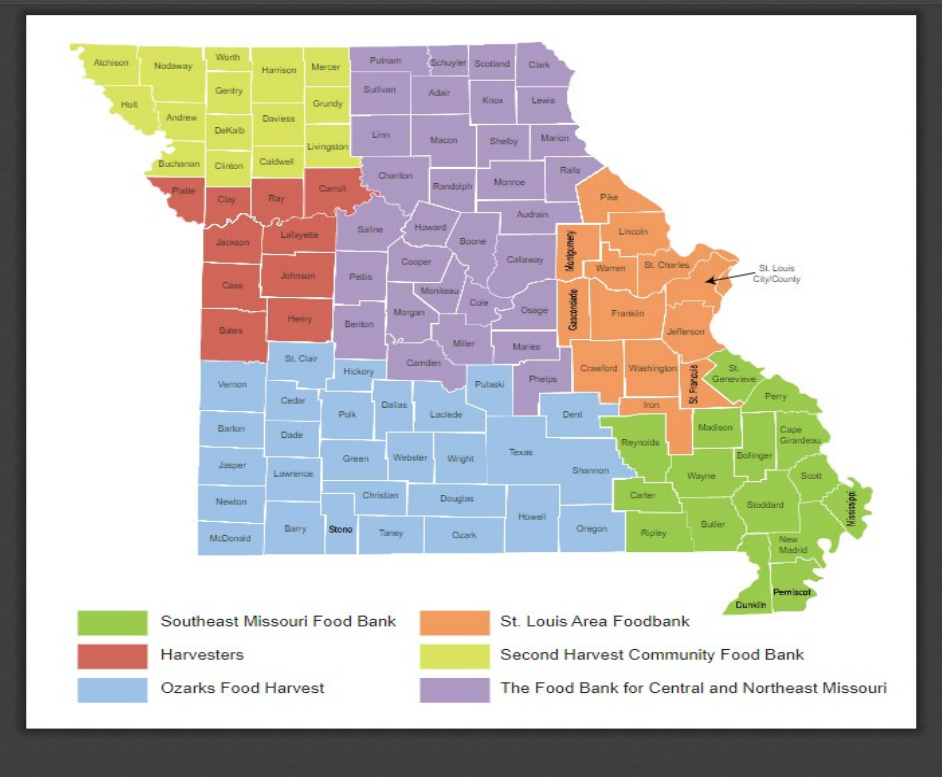 Atchison
Nodaway
Worth
Harrison
Mercer
Putnam
Schuyler
Scotland
Clark
Holt
Gentry
Sullivan
Adair
Knox
Lewis
Andrew
Grundy
Daviess
DeKalb
Linn
Macon
Shelby
Marion
Livingston
Buchanan
Clinton
Caldwell
Chariton
Ralls
Randolph
Monroe
Platte
Clay
Ray
Carroll
Pike
Audrain
Saline
Howard
Boone
Montgomery
Lincoln
Jackson
Lafayette
Cooper
Callaway
Warren
St. Charles
St. Louis
City/County
Cass
Johnson
Pettis
Moniteau
Cole
Osage
Gasconade
Franklin
Morgan
Bates
Henry
Benton
Miller
Maries
Jefferson
St. Clair
Hickory
Camden
Pulaski
Phelps
Crawford
Washington
St. Francois
St.
Genevieve
Vernon
Cedar
Polk
Dallas
Laclede
Dent
Iron
Perry
Barton
Dade
Madison
Cape
Girardeau
Reynolds
Bollinger
Jasper
Lawrence
Green
Webster
Wright
Texas
Shannon
Wayne
Scott
Newton
Christian
Douglas
Carter
Stoddard
Mississippi
McDonald
Barry
Stone
Taney
Ozark
Howell
Oregon
Ripley
Butler
New
Madrid
Dunklin
Pemiscot
Southeast Missouri Food Bank
St. Louis Area Foodbank
Harvesters
Second Harvest Community Food Bank
Ozarks Food Harvest
The Food Bank for Central and Northeast Missouri